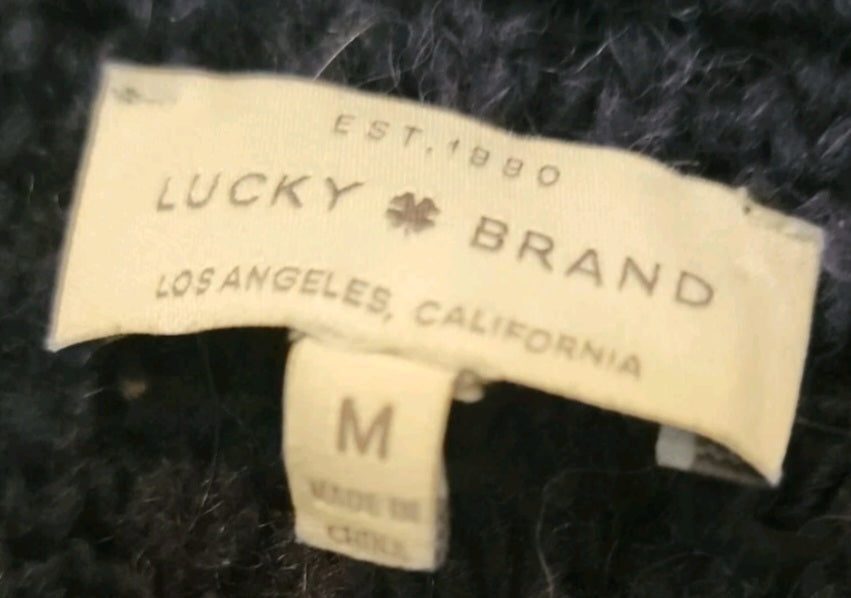 EST. 1990
LUCKY BRAND
LOS ANGELES, CALIFORNIA
M
MADE IN
CHINA